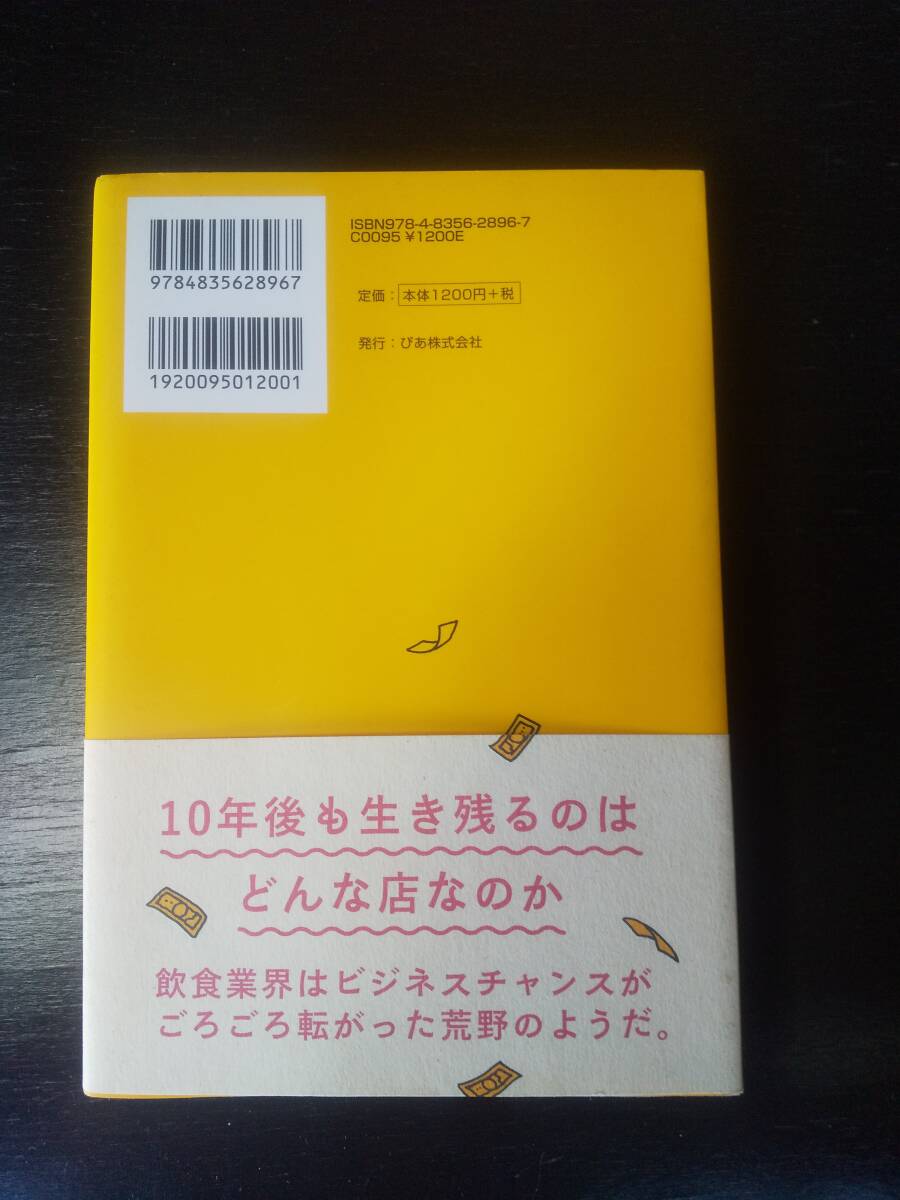 9784835628967
1920095012001
ISBN978-4-8356-2896-7
C0095 ¥1200E
定価：本体1200円+税
発行：ぴあ株式会社
10年後も生き残るのは
どんな店なのか
飲食業界はビジネスチャンスが
ごろごろ転がった荒野のようだ。